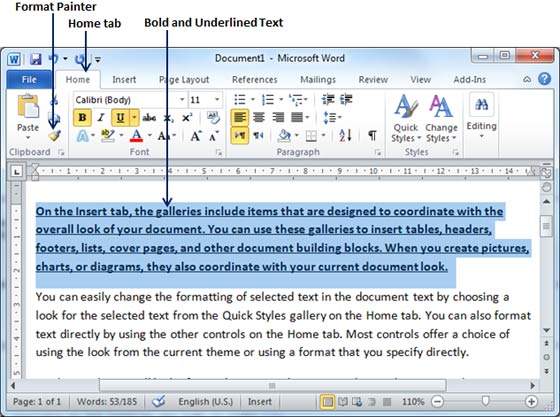 Format Painter
Home tab
Bold and Underlined Text
Document1 - Microsoft Word
File Home Insert Page Layout References Mailings Review View Add-Ins
Calibri (Body) 11
Paste
B I U abc x₂ x²
Aa
Quick Styles
Change Styles
Editing
Clipboard Font Paragraph Styles
On the Insert tab, the galleries include items that are designed to coordinate with the
overall look of your document. You can use these galleries to insert tables, headers,
footers, lists, cover pages, and other document building blocks. When you create pictures,
charts, or diagrams, they also coordinate with your current document look.
You can easily change the formatting of selected text in the document text by choosing a
look for the selected text from the Quick Styles gallery on the Home tab. You can also format
text directly by using the other controls on the Home tab. Most controls offer a choice of
using the look from the current theme or using a format that you specify directly.
Page: 1 of 1 Words: 53/185 English (U.S.) Insert 110%